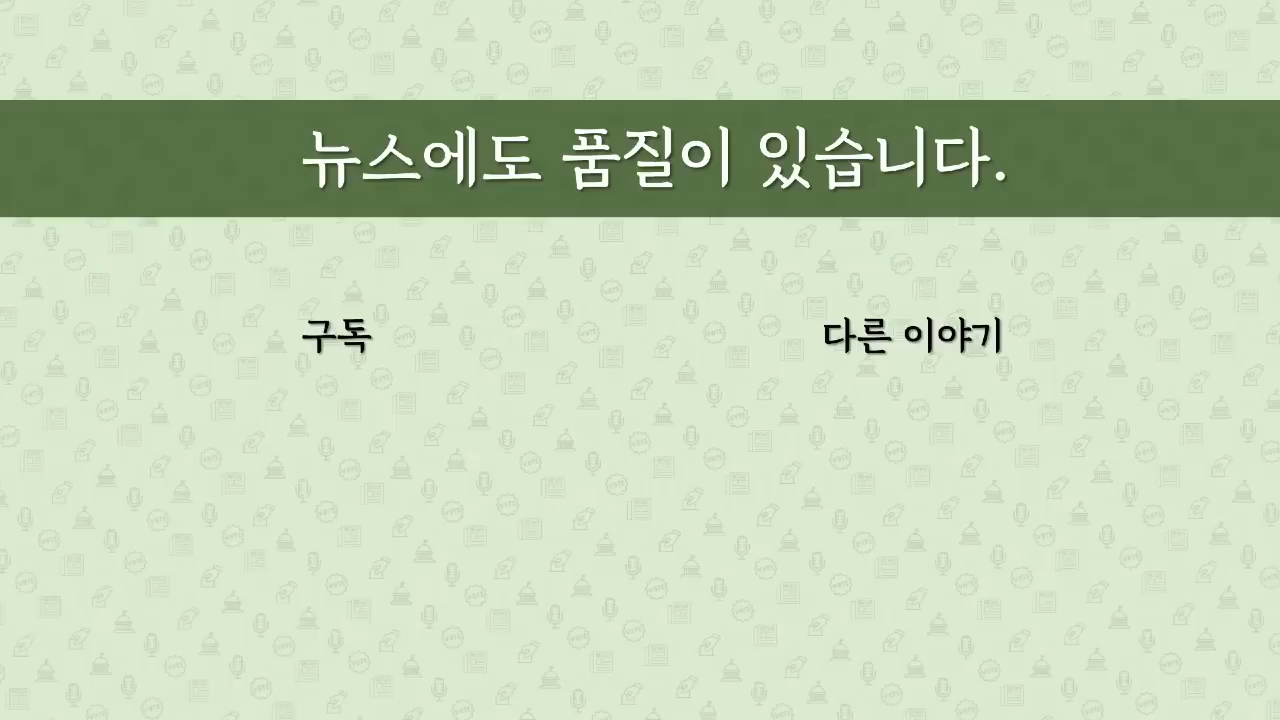 뉴스에도 품질이 있습니다.
구독
다른 이야기